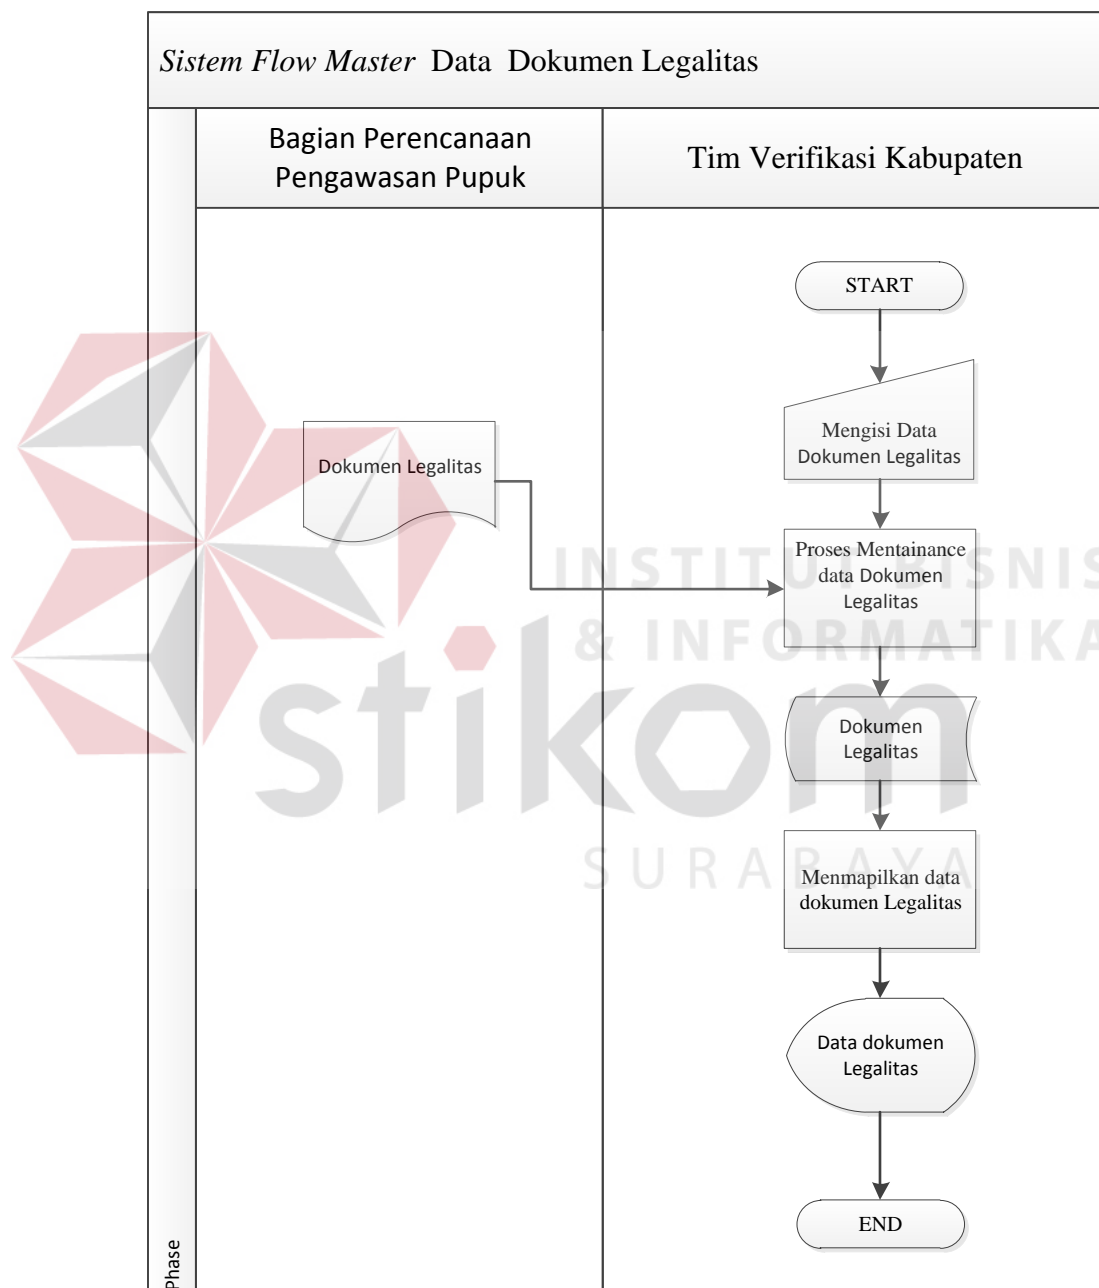 Sistem Flow Master Data Dokumen Legalitas
Bagian Perencanaan
Pengawasan Pupuk
Tim Verifikasi Kabupaten
START
Mengisi Data
Dokumen Legalitas
Dokumen Legalitas
Proses Mentainance
data Dokumen
Legalitas
Dokumen
Legalitas
Menmapilkan data
dokumen Legalitas
Data dokumen
Legalitas
END
Phase
INSTITUT BISNIS
& INFORMATIKA
stikom
SURABAYA